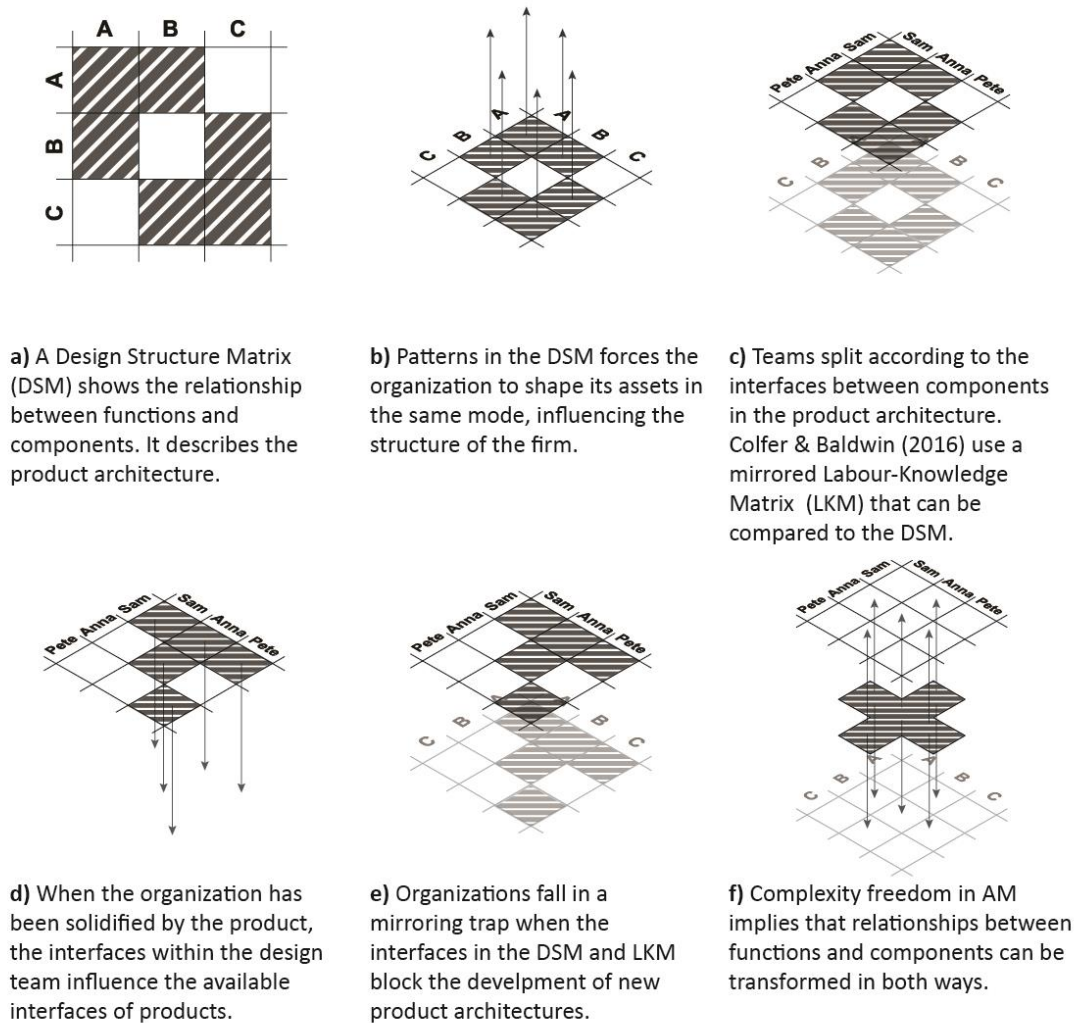 A B C
A
B
C
A A
B B
C C
Sam Sam
Anna Anna
Pete Pete
B B
C C
a) A Design Structure Matrix
(DSM) shows the relationship
between functions and
components. It describes the
product architecture.
b) Patterns in the DSM forces the
organization to shape its assets in
the same mode, influencing the
structure of the firm.
c) Teams split according to the
interfaces between components
in the product architecture.
Colfer & Baldwin (2016) use a
mirrored Labour-Knowledge
Matrix (LKM) that can be
compared to the DSM.
Sam Sam
Anna Anna
Pete Pete
Sam Sam
Anna Anna
Pete Pete
A A
B B
C C
Sam Sam
Anna Anna
Pete Pete
A A
B B
C C
d) When the organization has
been solidified by the product,
the interfaces within the design
team influence the available
interfaces of products.
e) Organizations fall in a
mirroring trap when the
interfaces in the DSM and LKM
block the develpment of new
product architectures.
f) Complexity freedom in AM
implies that relationships between
functions and components can be
transformed in both ways.